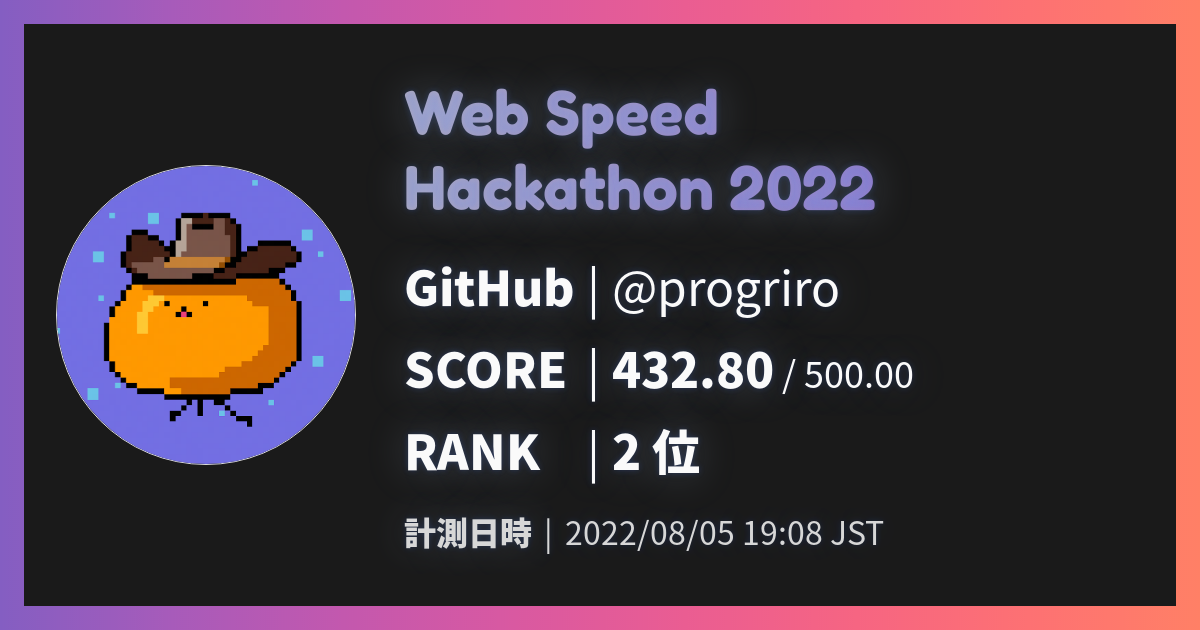 Web Speed
Hackathon 2022
GitHub | @progriro
SCORE | 432.80 / 500.00
RANK | 2 位
計測日時 | 2022/08/05 19:08 JST